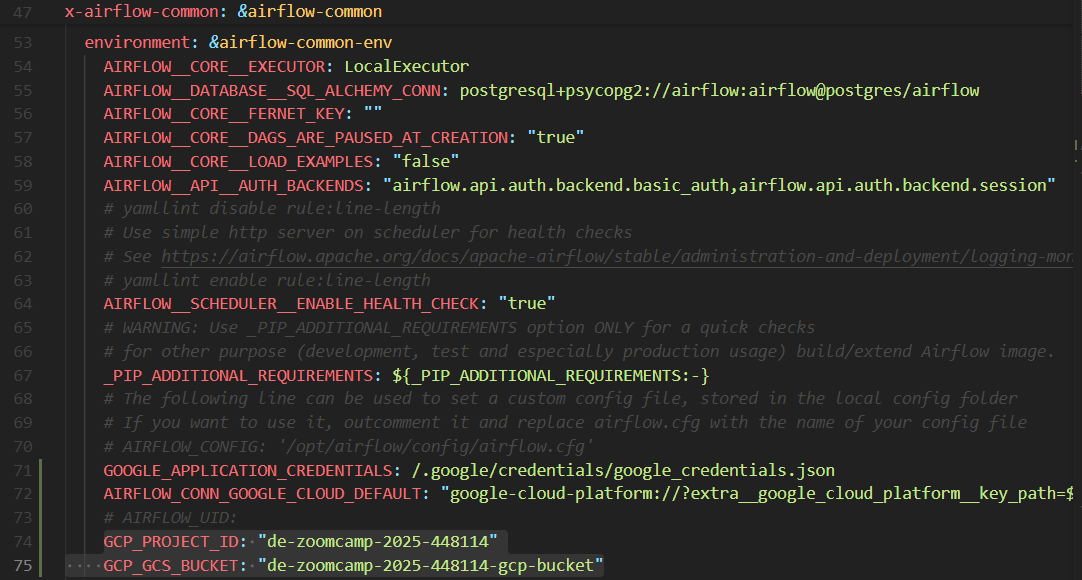 47 x-airflow-common: &airflow-common
53 environment: &airflow-common-env
54 AIRFLOW__CORE__EXECUTOR: LocalExecutor
55 AIRFLOW__DATABASE__SQL_ALCHEMY_CONN: postgresql+psycopg2://airflow:airflow@postgres/airflow
56 AIRFLOW__CORE__FERNET_KEY: ""
57 AIRFLOW__CORE__DAGS_ARE_PAUSED_AT_CREATION: "true"
58 AIRFLOW__CORE__LOAD_EXAMPLES: "false"
59 AIRFLOW__API__AUTH_BACKENDS: "airflow.api.auth.backend.basic_auth,airflow.api.auth.backend.session"
60 # yamllint disable rule:line-length
61 # Use simple http server on scheduler for health checks
62 # See https://airflow.apache.org/docs/apache-airflow/stable/administration-and-deployment/logging-mon
63 # yamllint enable rule:line-length
64 AIRFLOW__SCHEDULER__ENABLE_HEALTH_CHECK: "true"
65 # WARNING: Use _PIP_ADDITIONAL_REQUIREMENTS option ONLY for a quick checks
66 # for other purpose (development, test and especially production usage) build/extend Airflow image.
67 _PIP_ADDITIONAL_REQUIREMENTS: ${_PIP_ADDITIONAL_REQUIREMENTS:-}
68 # The following line can be used to set a custom config file, stored in the local config folder
69 # If you want to use it, outcomment it and replace airflow.cfg with the name of your config file
70 # AIRFLOW_CONFIG: '/opt/airflow/config/airflow.cfg'
71 GOOGLE_APPLICATION_CREDENTIALS: /.google/credentials/google_credentials.json
72 AIRFLOW_CONN_GOOGLE_CLOUD_DEFAULT: "google-cloud-platform://?extra__google_cloud_platform__key_path=$
73 # AIRFLOW_UID:
74 GCP_PROJECT_ID: "de-zoomcamp-2025-448114"
75 GCP_GCS_BUCKET: "de-zoomcamp-2025-448114-gcp-bucket"